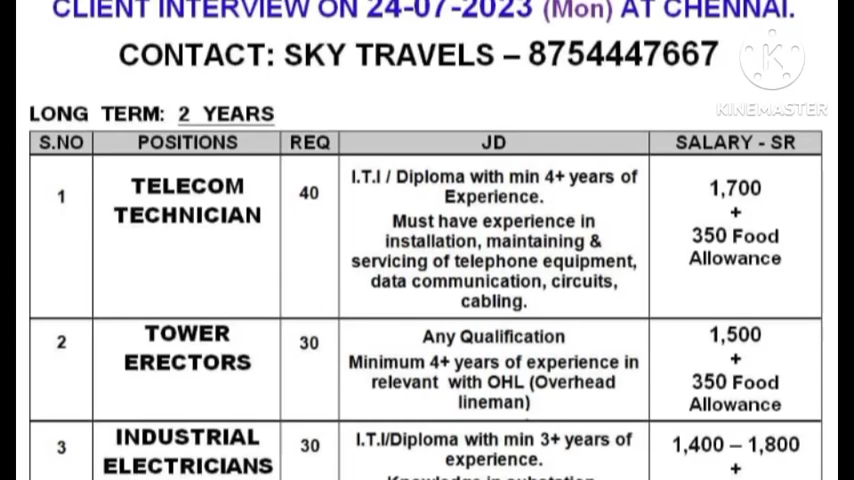 CLIENT INTERVIEW ON 24-07-2023 (Mon) AT CHENNAI.
CONTACT: SKY TRAVELS – 8754447667
KINEMASTER
LONG TERM: 2 YEARS
S.NO POSITIONS REQ JD SALARY - SR
1 TELECOM TECHNICIAN 40
I.T.I / Diploma with min 4+ years of
Experience.
Must have experience in
installation, maintaining &
servicing of telephone equipment,
data communication, circuits,
cabling.
1,700
+
350 Food
Allowance
2 TOWER ERECTORS 30
Any Qualification
Minimum 4+ years of experience in
relevant with OHL (Overhead
lineman)
1,500
+
350 Food
Allowance
3 INDUSTRIAL ELECTRICIANS 30
I.T.I/Diploma with min 3+ years of
experience.
Knowledge in substation
1,400 – 1,800
+